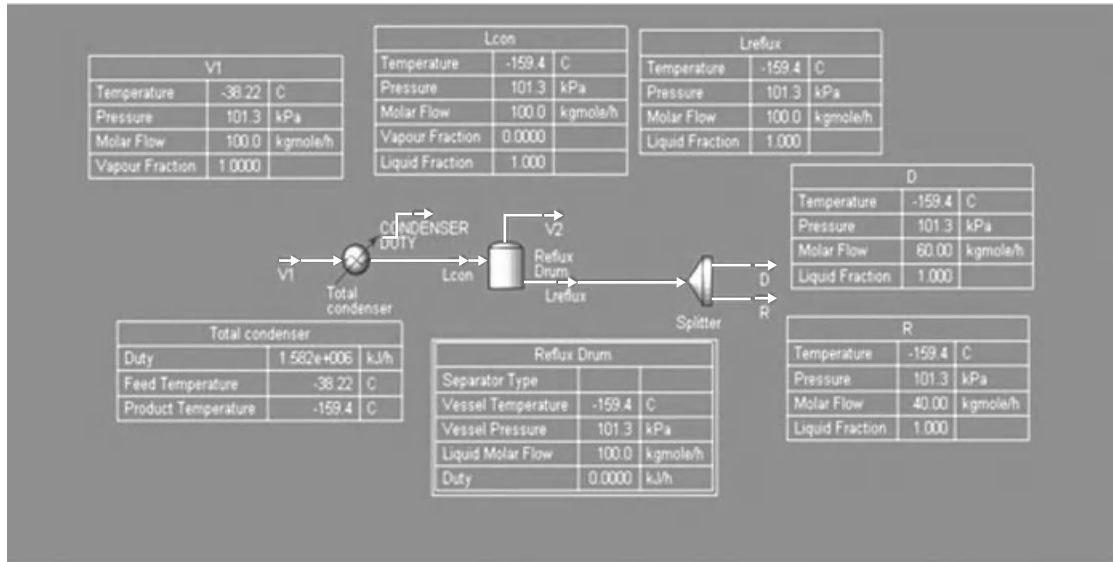 V1
Temperature -38.22 C
Pressure 101.3 kPa
Molar Flow 100.0 kgmole/h
Vapour Fraction 1.0000
Lcon
Temperature -159.4 C
Pressure 101.3 kPa
Molar Flow 100.0 kgmole/h
Vapour Fraction 0.0000
Liquid Fraction 1.000
Lreflux
Temperature -159.4 C
Pressure 101.3 kPa
Molar Flow 100.0 kgmole/h
Liquid Fraction 1.000
D
Temperature -159.4 C
Pressure 101.3 kPa
Molar Flow 60.00 kgmole/h
Liquid Fraction 1.000
CONDENSER
DUTY
V1
Total
condenser
Lcon
V2
Reflux
Drum
Lreflux
Splitter
D
R
Total condenser
Duty 1.582e+006 kJ/h
Feed Temperature -38.22 C
Product Temperature -159.4 C
Reflux Drum
Separator Type
Vessel Temperature -159.4 C
Vessel Pressure 101.3 kPa
Liquid Molar Flow 100.0 kgmole/h
Duty 0.0000 kJ/h
R
Temperature -159.4 C
Pressure 101.3 kPa
Molar Flow 40.00 kgmole/h
Liquid Fraction 1.000